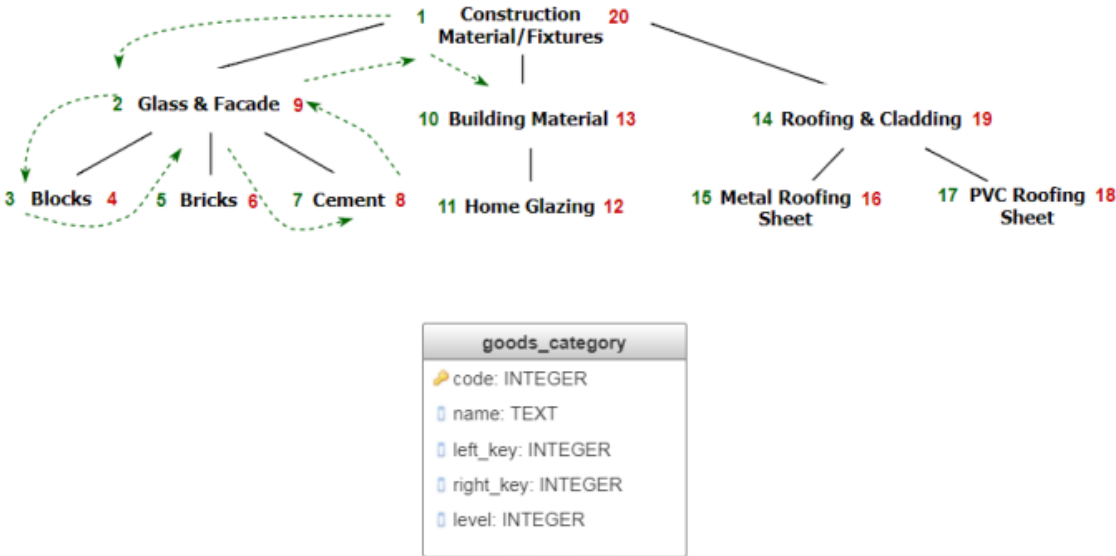 1 Construction 20
Material/Fixtures
2 Glass & Facade 9
10 Building Material 13
14 Roofing & Cladding 19
3 Blocks 4
5 Bricks 6
7 Cement 8
11 Home Glazing 12
15 Metal Roofing 16
Sheet
17 PVC Roofing 18
Sheet
goods_category
code: INTEGER
name: TEXT
left_key: INTEGER
right_key: INTEGER
level: INTEGER